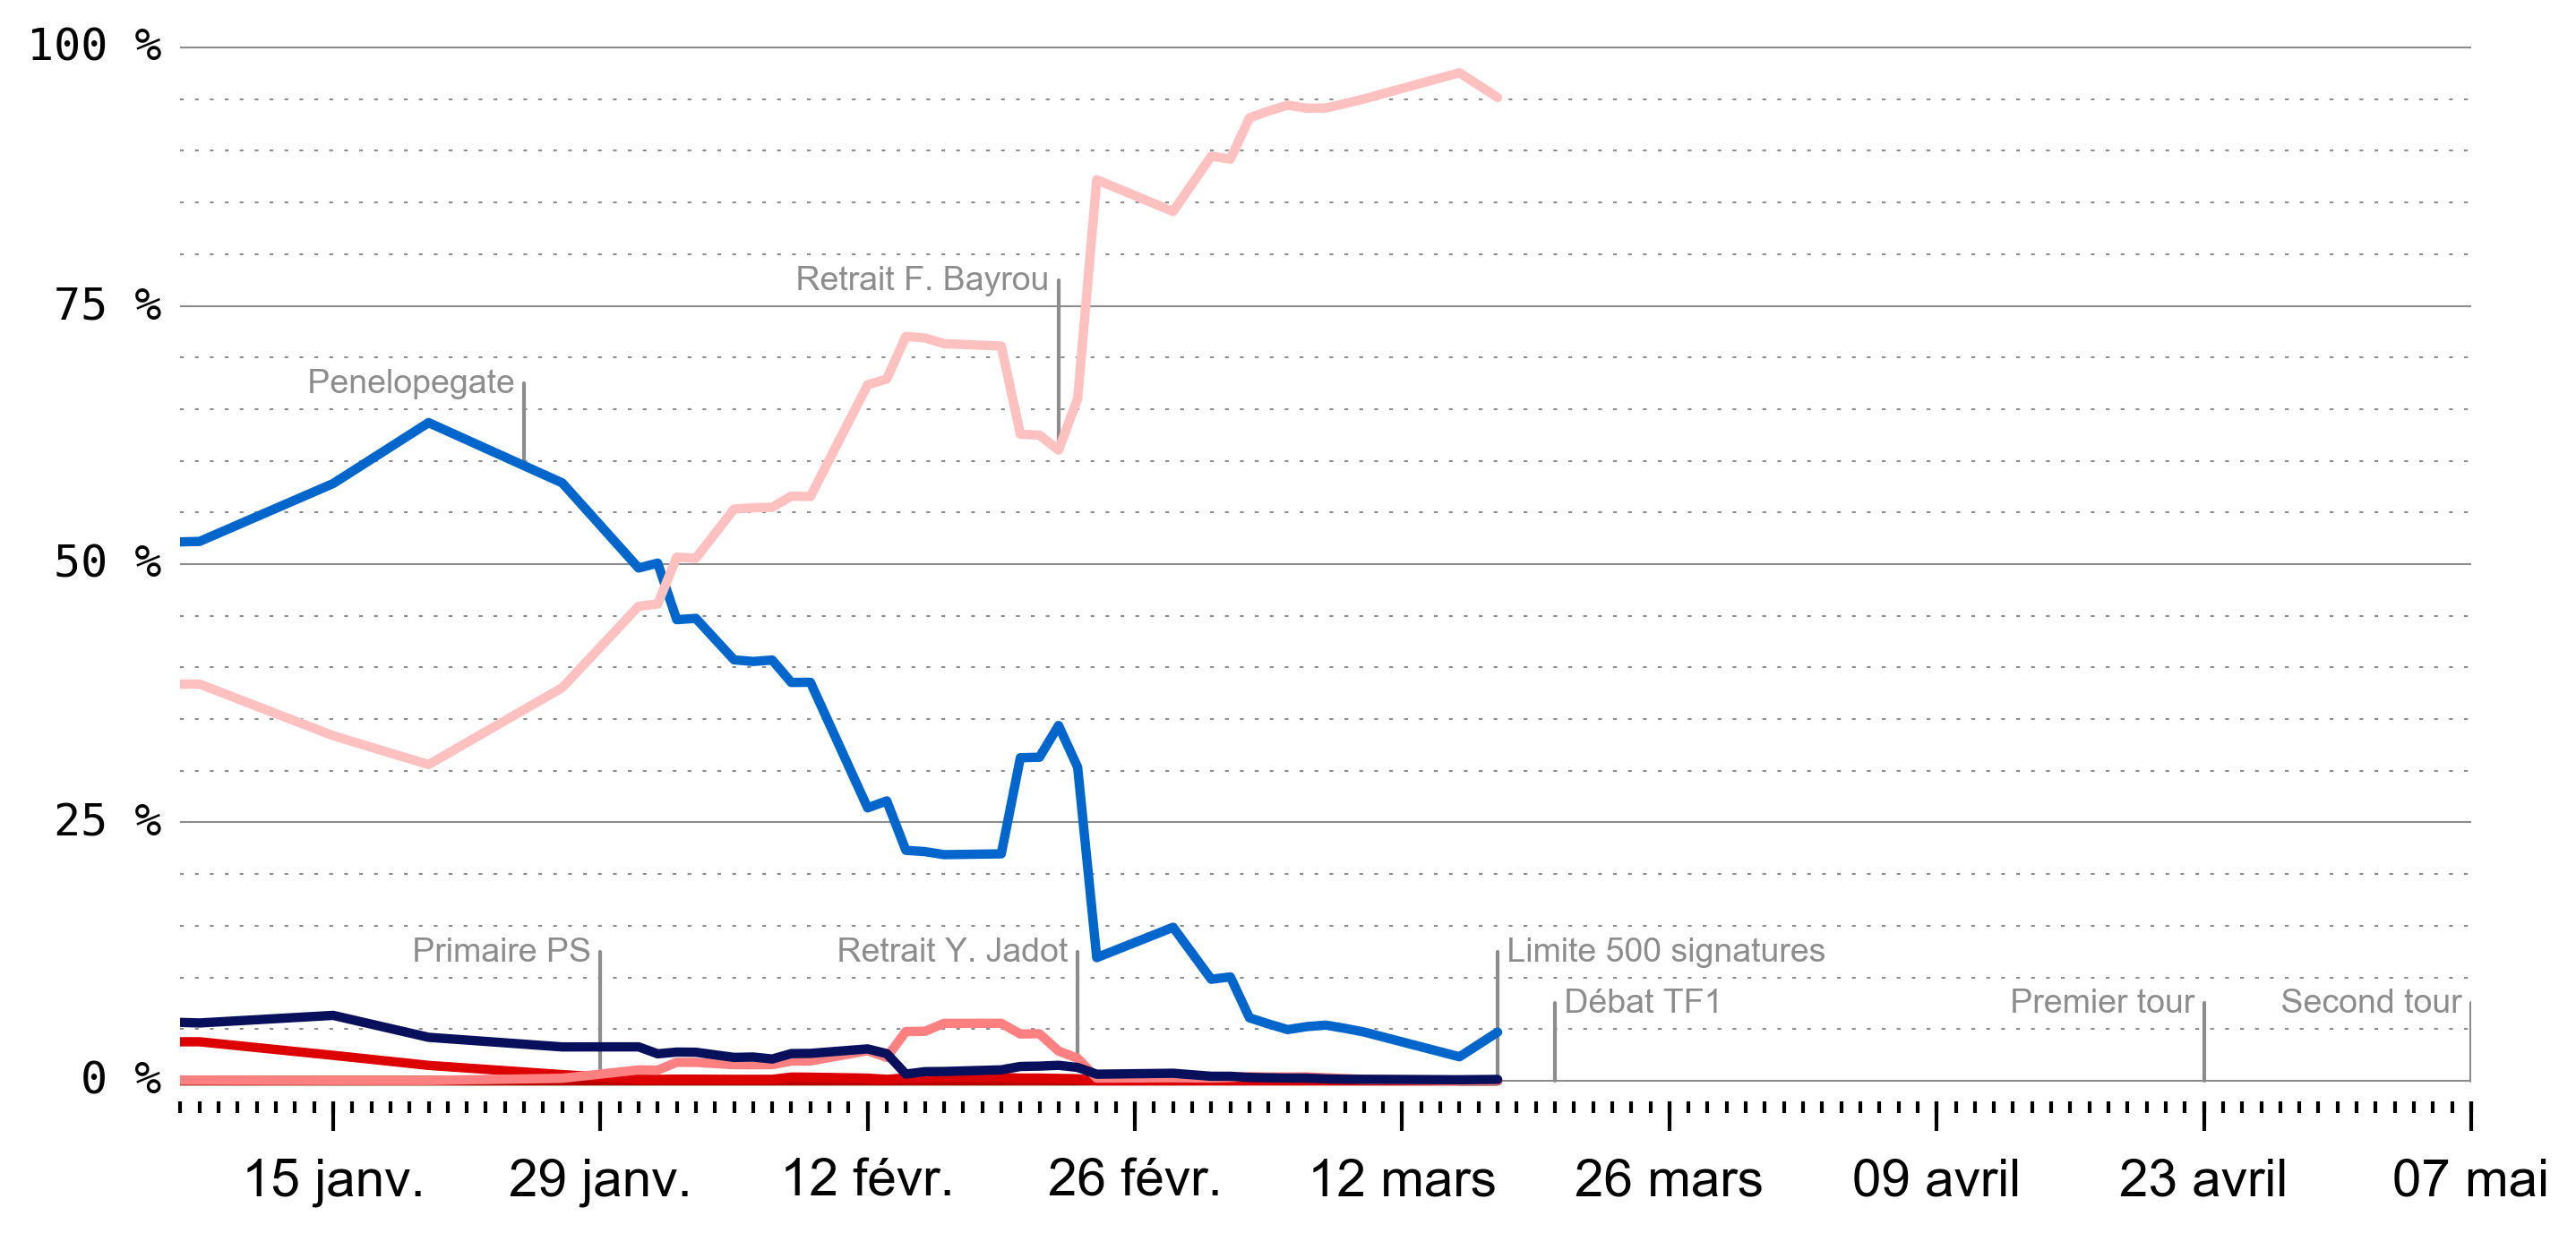 100 %
75 %
50 %
25 %
0 %
Retrait F. Bayrou
Penelopegate
Primaire PS
Retrait Y. Jadot
Limite 500 signatures
Débat TF1
Premier tour
Second tour
15 janv.
29 janv.
12 févr.
26 févr.
12 mars
26 mars
09 avril
23 avril
07 mai